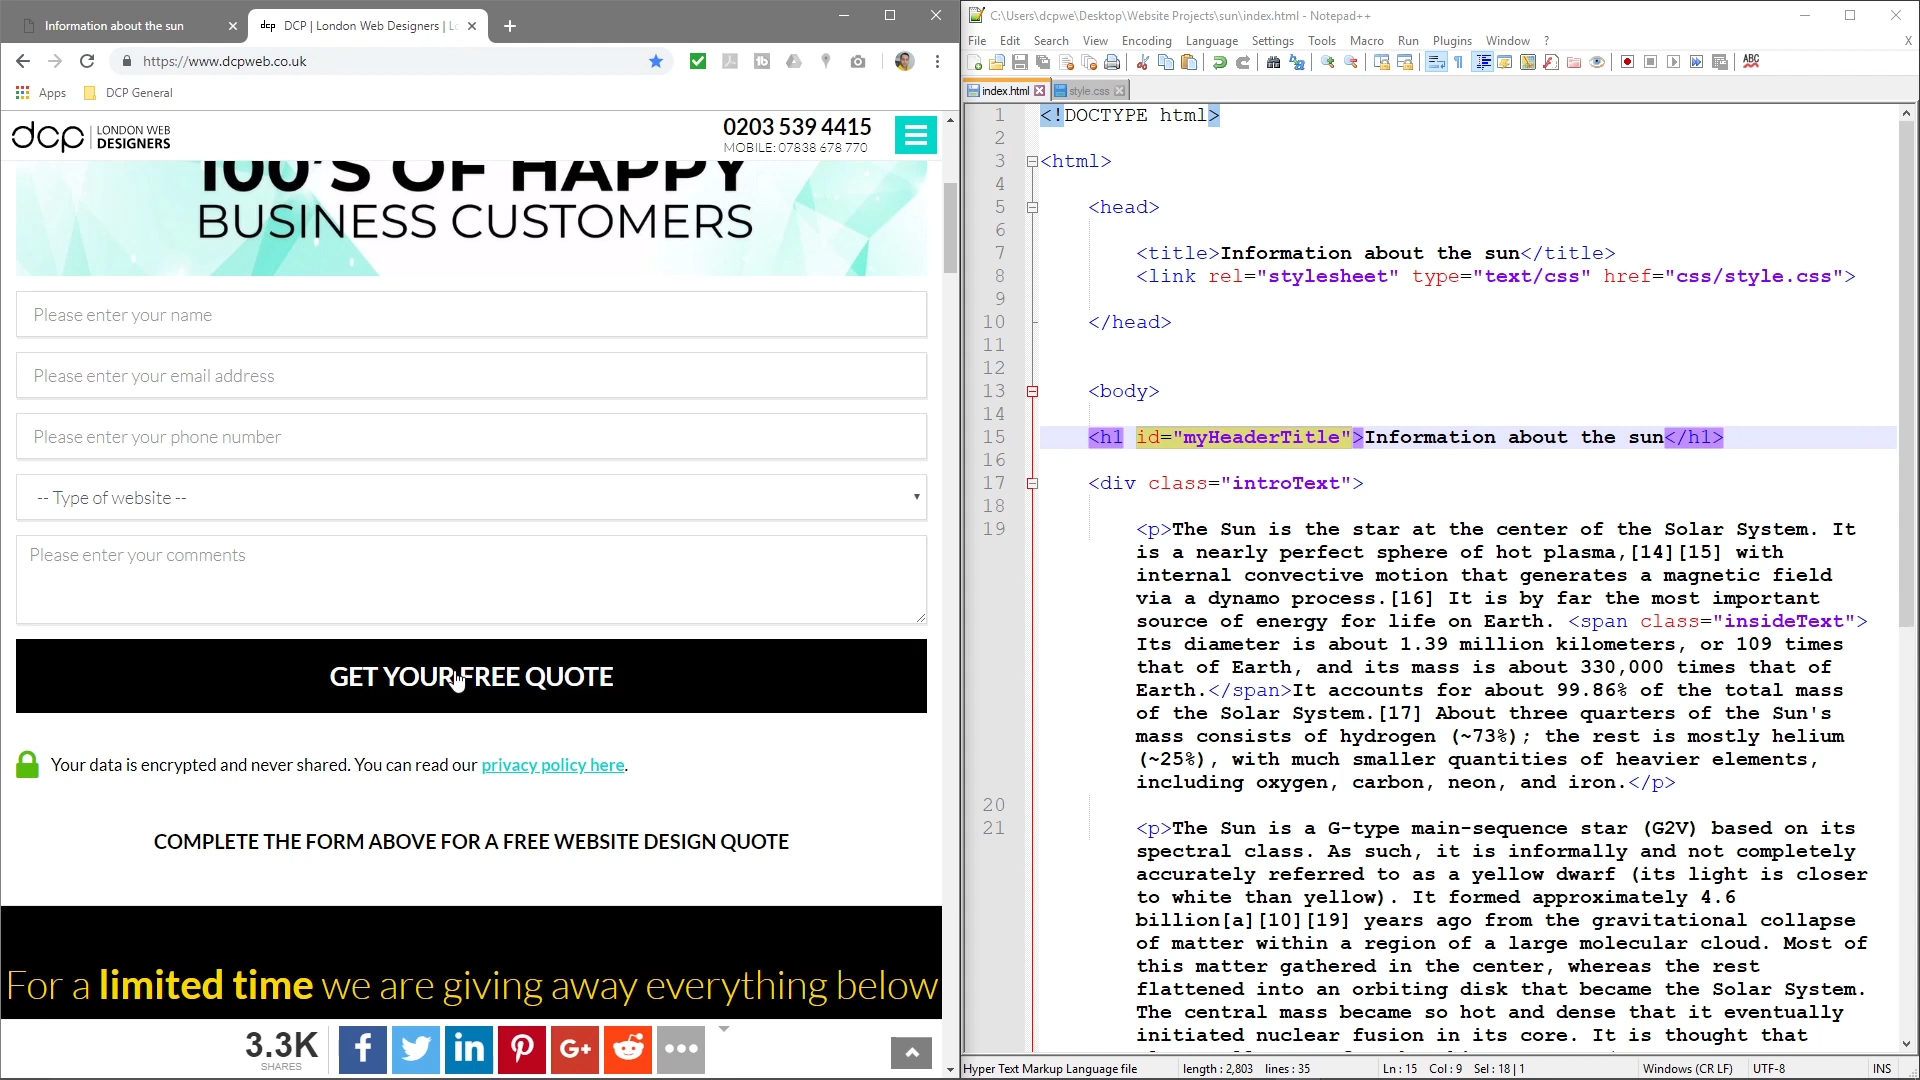 Information about the sun
DCP | London Web Designers | Lo
https://www.dcpweb.co.uk
Apps
DCP General
dcp LONDON WEB
DESIGNERS
0203 539 4415
MOBILE: 07838 678 770
100'S OF HAPPY
BUSINESS CUSTOMERS
Please enter your name
Please enter your email address
Please enter your phone number
-- Type of website --
Please enter your comments
GET YOUR FREE QUOTE
Your data is encrypted and never shared. You can read our privacy policy here.
COMPLETE THE FORM ABOVE FOR A FREE WEBSITE DESIGN QUOTE
For a limited time we are giving away everything below
3.3K
SHARES
C:\Users\dcpwe\Desktop\Website Projects\sun\index.html - Notepad++
File Edit Search View Encoding Language Settings Tools Macro Run Plugins Window ? X
index.html style.css
1 <!DOCTYPE html>
2
3 <html>
4
5 <head>
6
7 <title>Information about the sun</title>
8 <link rel="stylesheet" type="text/css" href="css/style.css">
9
10 </head>
11
12
13 <body>
14
15 <h1 id="myHeaderTitle">Information about the sun</h1>
16
17 <div class="introText">
18
19 <p>The Sun is the star at the center of the Solar System. It
is a nearly perfect sphere of hot plasma,[14][15] with
internal convective motion that generates a magnetic field
via a dynamo process.[16] It is by far the most important
source of energy for life on Earth. <span class="insideText">
Its diameter is about 1.39 million kilometers, or 109 times
that of Earth, and its mass is about 330,000 times that of
Earth.</span>It accounts for about 99.86% of the total mass
of the Solar System.[17] About three quarters of the Sun's
mass consists of hydrogen (~73%); the rest is mostly helium
(~25%), with much smaller quantities of heavier elements,
including oxygen, carbon, neon, and iron.</p>
20
21 <p>The Sun is a G-type main-sequence star (G2V) based on its
spectral class. As such, it is informally and not completely
accurately referred to as a yellow dwarf (its light is closer
to white than yellow). It formed approximately 4.6
billion[a][10][19] years ago from the gravitational collapse
of matter within a region of a large molecular cloud. Most of
this matter gathered in the center, whereas the rest
flattened into an orbiting disk that became the Solar System.
The central mass became so hot and dense that it eventually
initiated nuclear fusion in its core. It is thought that
Hyper Text Markup Language file length : 2,803 lines : 35 Ln : 15 Col : 9 Sel : 18 | 1 Windows (CR LF) UTF-8 INS